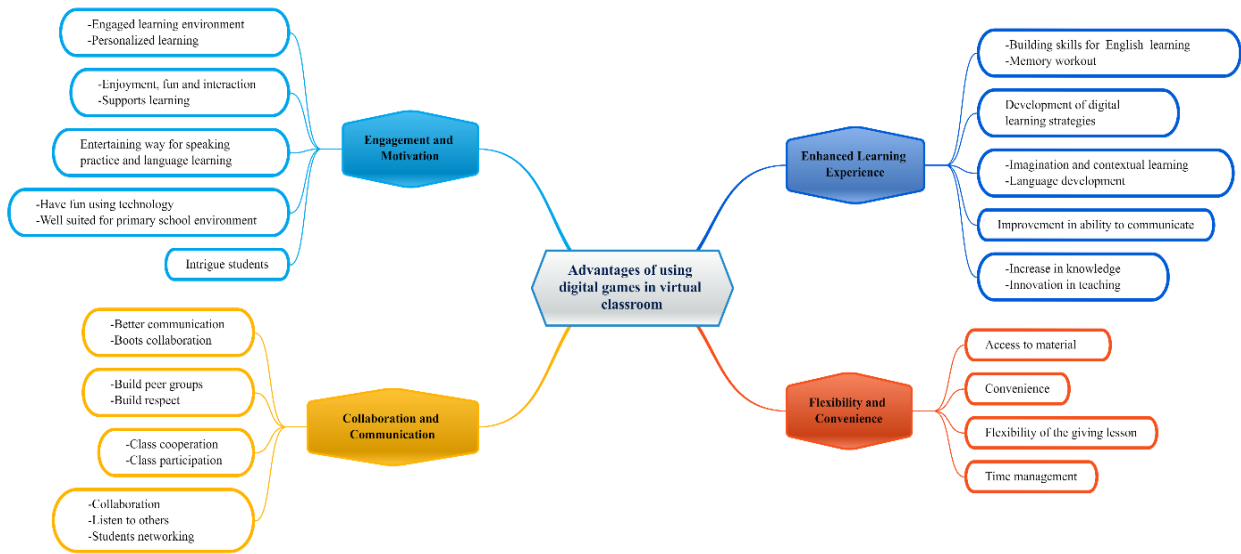 Advantages of using
digital games in virtual
classroom
Engagement and
Motivation
-Engaged learning environment
-Personalized learning
-Enjoyment, fun and interaction
-Supports learning
Entertaining way for speaking
practice and language learning
-Have fun using technology
-Well suited for primary school environment
Intrigue students
Collaboration and
Communication
-Better communication
-Boots collaboration
-Build peer groups
-Build respect
-Class cooperation
-Class participation
-Collaboration
-Listen to others
-Students networking
Enhanced Learning
Experience
-Building skills for English learning
-Memory workout
Development of digital
learning strategies
-Imagination and contextual learning
-Language development
Improvement in ability to communicate
-Increase in knowledge
-Innovation in teaching
Flexibility and
Convenience
Access to material
Convenience
Flexibility of the giving lesson
Time management